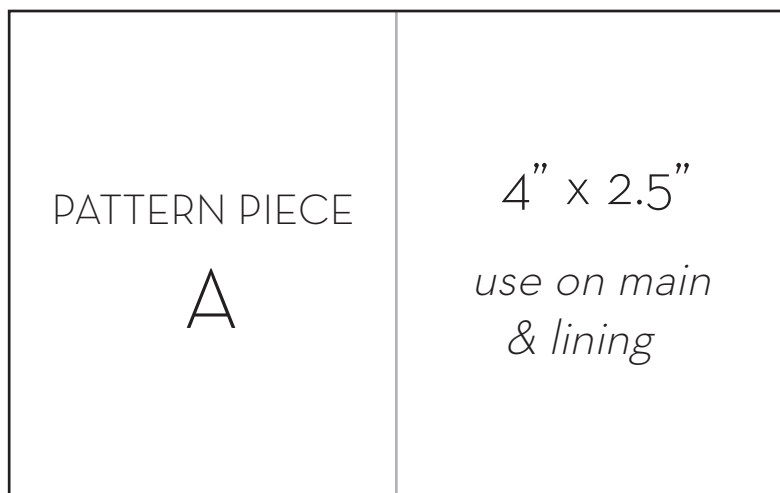 PATTERN PIECE
A
4” x 2.5”
use on main
& lining